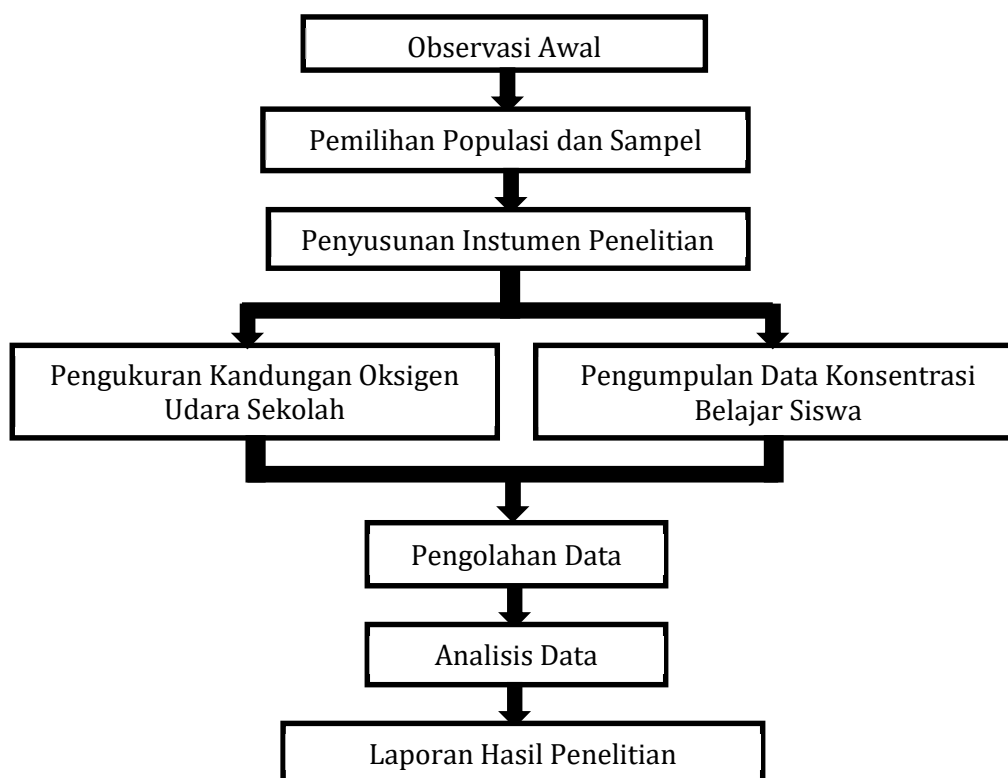 Observasi Awal
Pemilihan Populasi dan Sampel
Penyusunan Instumen Penelitian
Pengukuran Kandungan Oksigen
Udara Sekolah
Pengumpulan Data Konsentrasi
Belajar Siswa
Pengolahan Data
Analisis Data
Laporan Hasil Penelitian